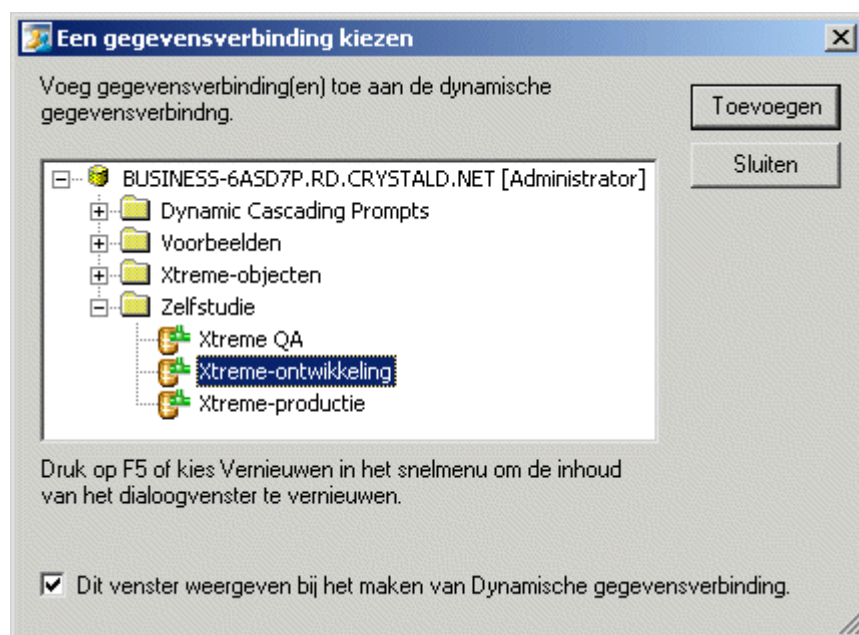 Een gegevensverbinding kiezen
Voeg gegevensverbinding(en) toe aan de dynamische
gegevensverbindng.
Toevoegen
Sluiten
BUSINESS-6ASD7P.RD.CRYSTALD.NET [Administrator]
Dynamic Cascading Prompts
Voorbeelden
Xtreme-objecten
Zelfstudie
Xtreme QA
Xtreme-ontwikkeling
Xtreme-productie
Druk op F5 of kies Vernieuwen in het snelmenu om de inhoud
van het dialoogvenster te vernieuwen.
Dit venster weergeven bij het maken van Dynamische gegevensverbinding.